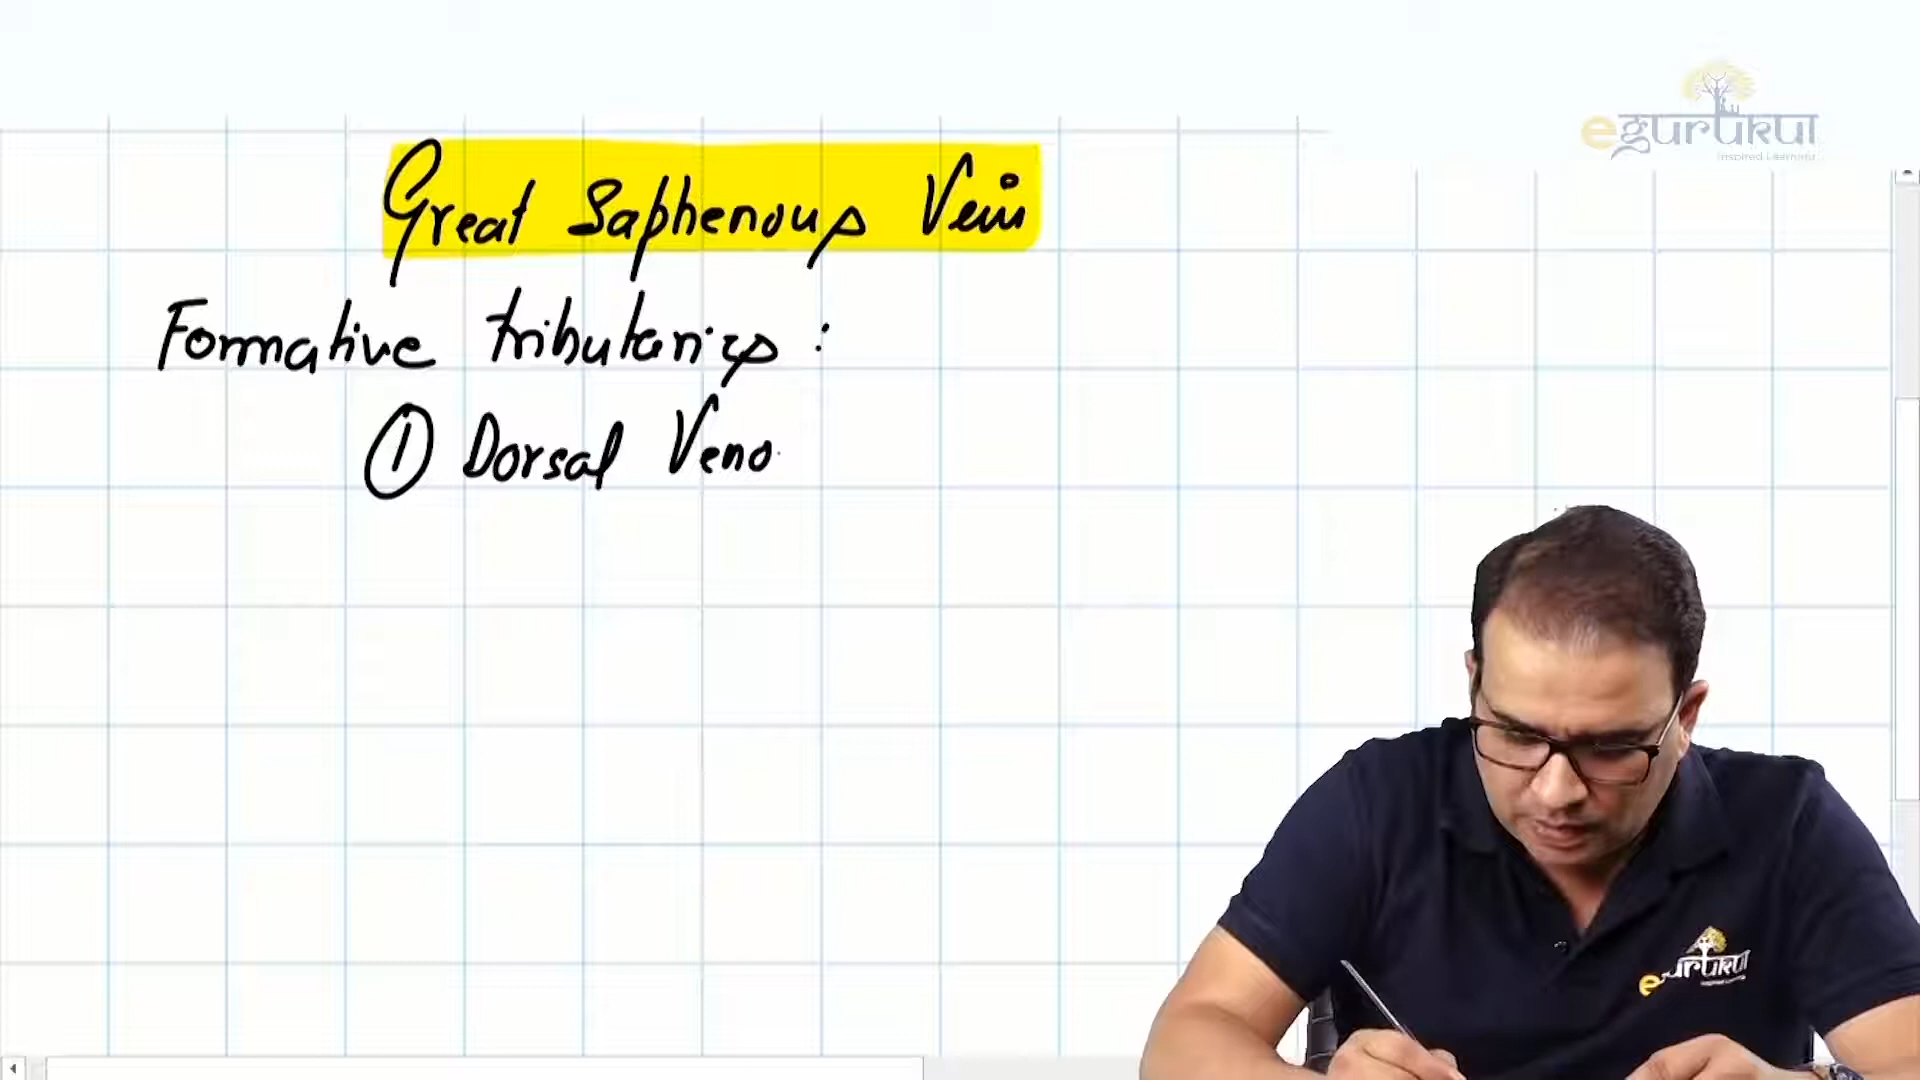 egurukul
Inspired Learning
Great Saphenous Vein
Formative tributaries :
① Dorsal Veno
egurukul